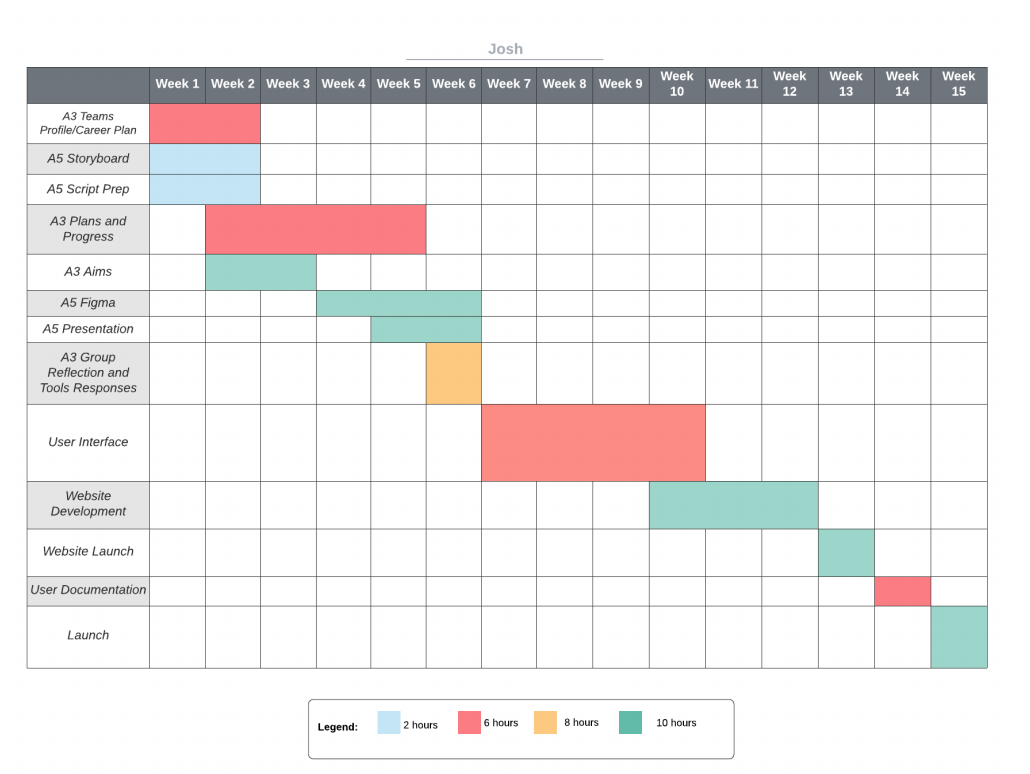 Josh
Week 1 Week 2 Week 3 Week 4 Week 5 Week 6 Week 7 Week 8 Week 9 Week 10 Week 11 Week 12 Week 13 Week 14 Week 15
A3 Teams
Profile/Career Plan
A5 Storyboard
A5 Script Prep
A3 Plans and
Progress
A3 Aims
A5 Figma
A5 Presentation
A3 Group
Reflection and
Tools Responses
User Interface
Website
Development
Website Launch
User Documentation
Launch
Legend: 2 hours 6 hours 8 hours 10 hours